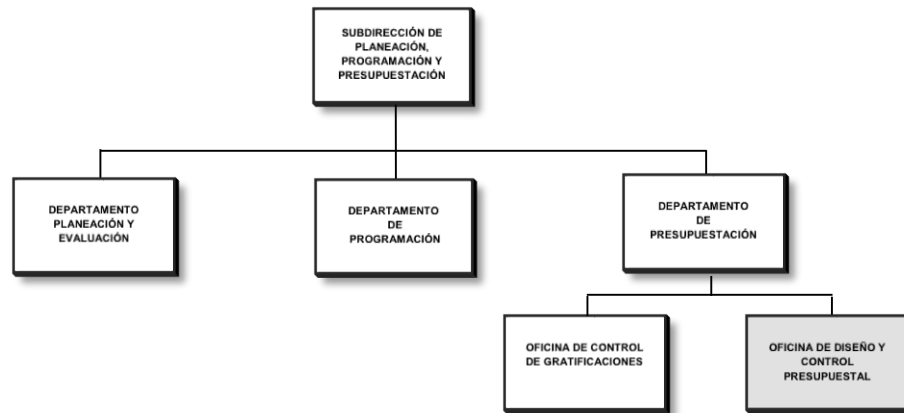 SUBDIRECCIÓN DE
PLANEACIÓN,
PROGRAMACIÓN Y
PRESUPUESTACIÓN
DEPARTAMENTO
PLANEACIÓN Y
EVALUACIÓN
DEPARTAMENTO
DE
PROGRAMACIÓN
DEPARTAMENTO
DE
PRESUPUESTACIÓN
OFICINA DE CONTROL
DE GRATIFICACIONES
OFICINA DE DISEÑO Y
CONTROL
PRESUPUESTAL